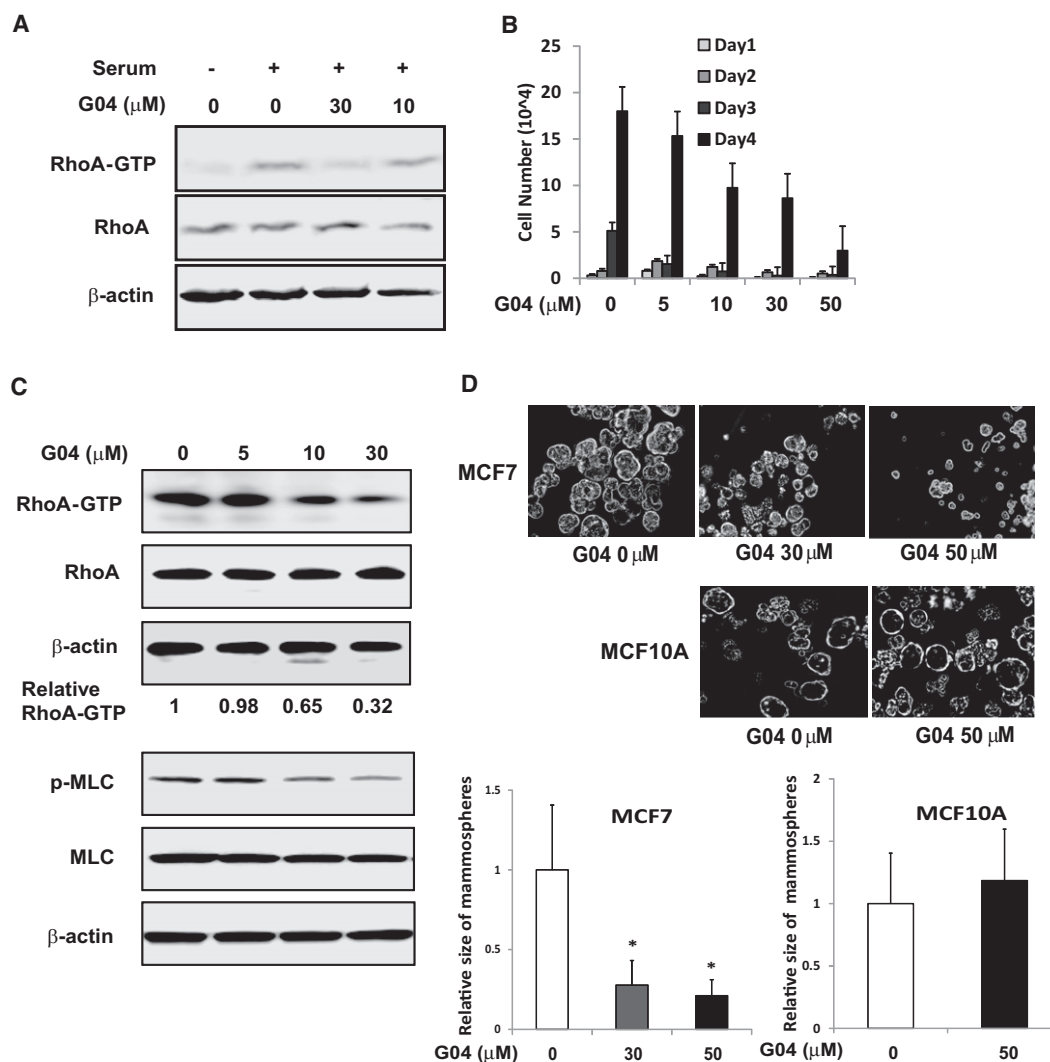 A
Serum - + + +
G04 (μM) 0 0 30 10
RhoA-GTP
RhoA
β-actin
B
Cell Number (10^4)
25
20
15
10
5
0
Day1
Day2
Day3
Day4
G04 (μM) 0 5 10 30 50
C
G04 (μM) 0 5 10 30
RhoA-GTP
RhoA
β-actin
Relative
RhoA-GTP 1 0.98 0.65 0.32
p-MLC
MLC
β-actin
D
MCF7
G04 0 μM G04 30 μM G04 50 μM
MCF10A
G04 0 μM G04 50 μM
Relative size of mammospheres
1.5
1
0.5
0
MCF7
* *
G04 (μM) 0 30 50
Relative size of mammospheres
2
1.5
1
0.5
0
MCF10A
G04 (μM) 0 50